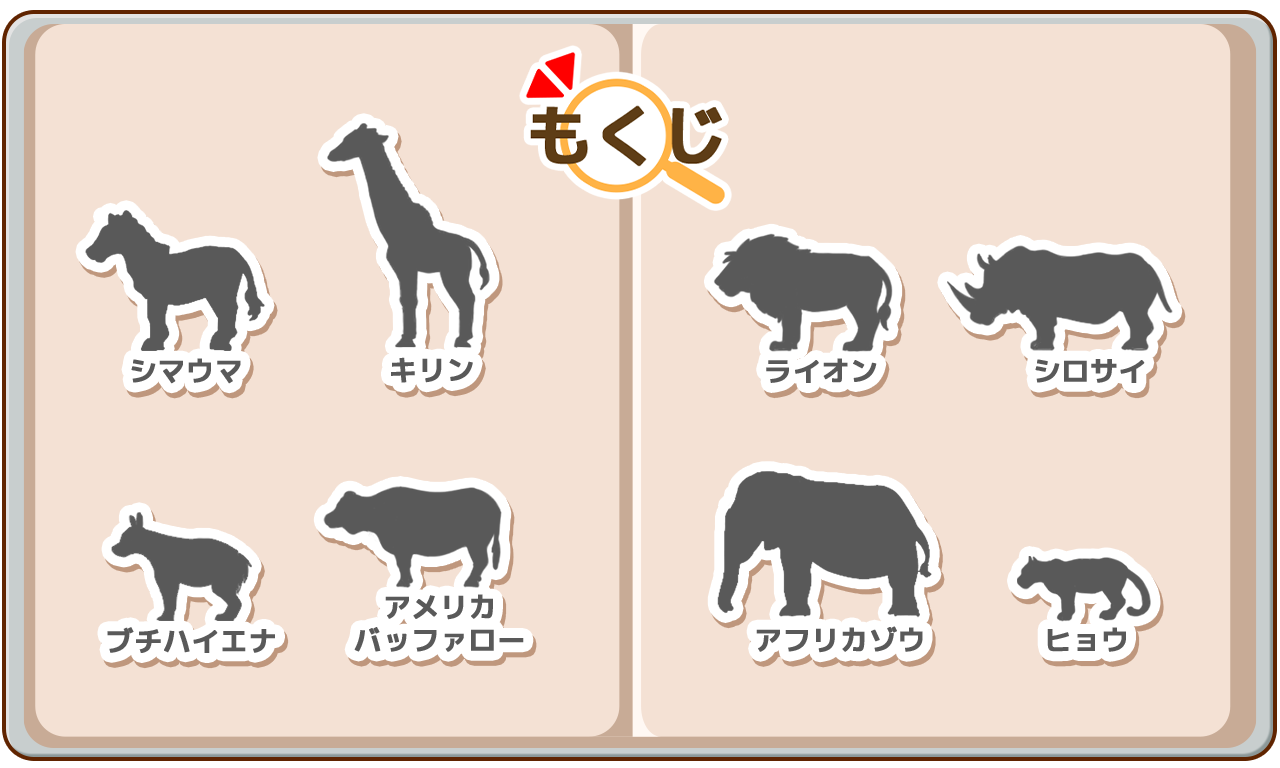 もくじ
シマウマ
キリン
ライオン
シロサイ
ブチハイエナ
アメリカ
バッファロー
アフリカゾウ
ヒョウ